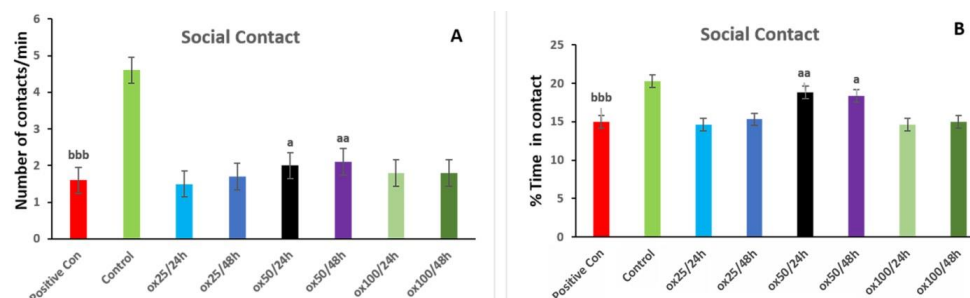 Social Contact
A
Number of contacts/min
6
5
4
3
2
1
0
bbb
a
aa
Positive Con
Control
ox25/24h
ox25/48h
ox50/24h
ox50/48h
ox100/24h
ox100/48h
Social Contact
B
% Time in contact
25
20
15
10
5
0
bbb
aa
a
Positive Con
Control
ox25/24h
ox25/48h
ox50/24h
ox50/48h
ox100/24h
ox100/48h